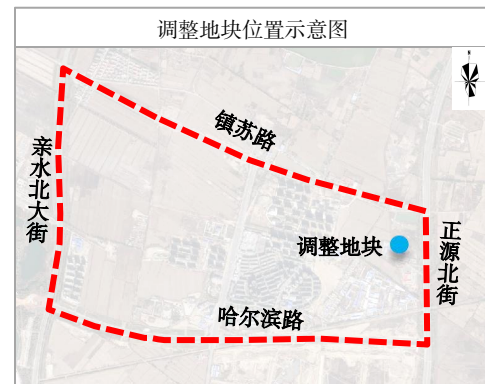 调整地块位置示意图
N
镇苏路
亲水北大街
正源北街
调整地块
哈尔滨路